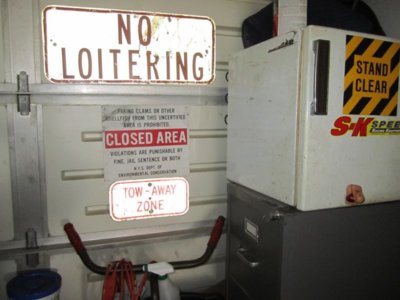 NO
LOITERING
TAKING CLAMS OR OTHER
SHELLFISH FROM THIS UNCERTIFIED
AREA IS PROHIBITED.
CLOSED AREA
VIOLATIONS ARE PUNISHABLE BY
FINE, JAIL SENTENCE OR BOTH
N.Y.S. DEPT. OF
ENVIRONMENTAL CONSERVATION
TOW-AWAY
ZONE
STAND
CLEAR
S-K SPEED